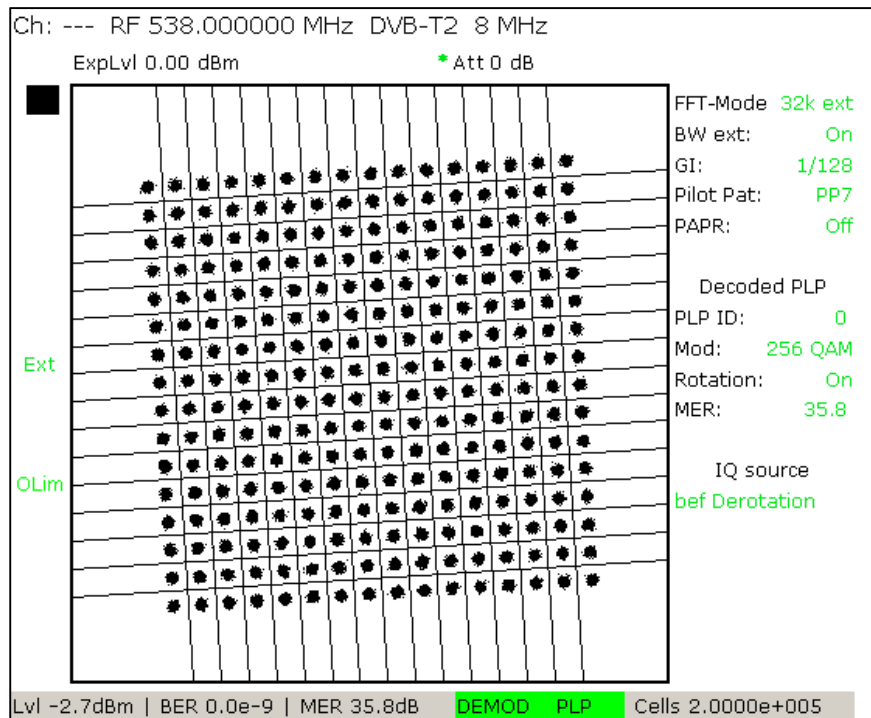 Ch: --- RF 538.000000 MHz DVB-T2 8 MHz
ExpLvl 0.00 dBm * Att 0 dB
FFT-Mode 32k ext
BW ext: On
GI: 1/128
Pilot Pat: PP7
PAPR: Off
Decoded PLP
PLP ID: 0
Mod: 256 QAM
Rotation: On
MER: 35.8
IQ source
bef Derotation
Ext
OLim
Lvl -2.7dBm | BER 0.0e-9 | MER 35.8dB DEMOD PLP Cells 2.0000e+005